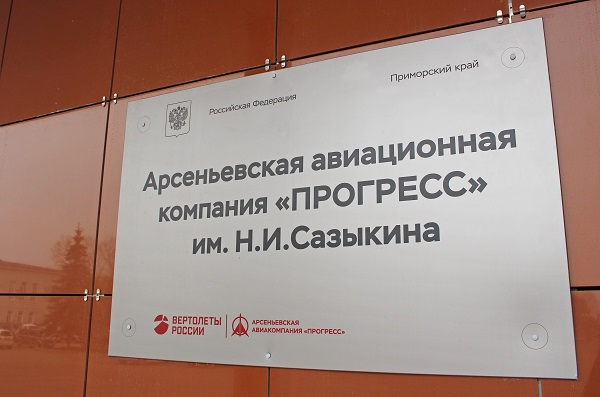 Российская Федерация
Приморский край
Арсеньевская авиационная
компания «ПРОГРЕСС»
им. Н.И.Сазыкина
ВЕРТОЛЕТЫ
РОССИИ
АРСЕНЬЕВСКАЯ
АВИАКОМПАНИЯ «ПРОГРЕСС»